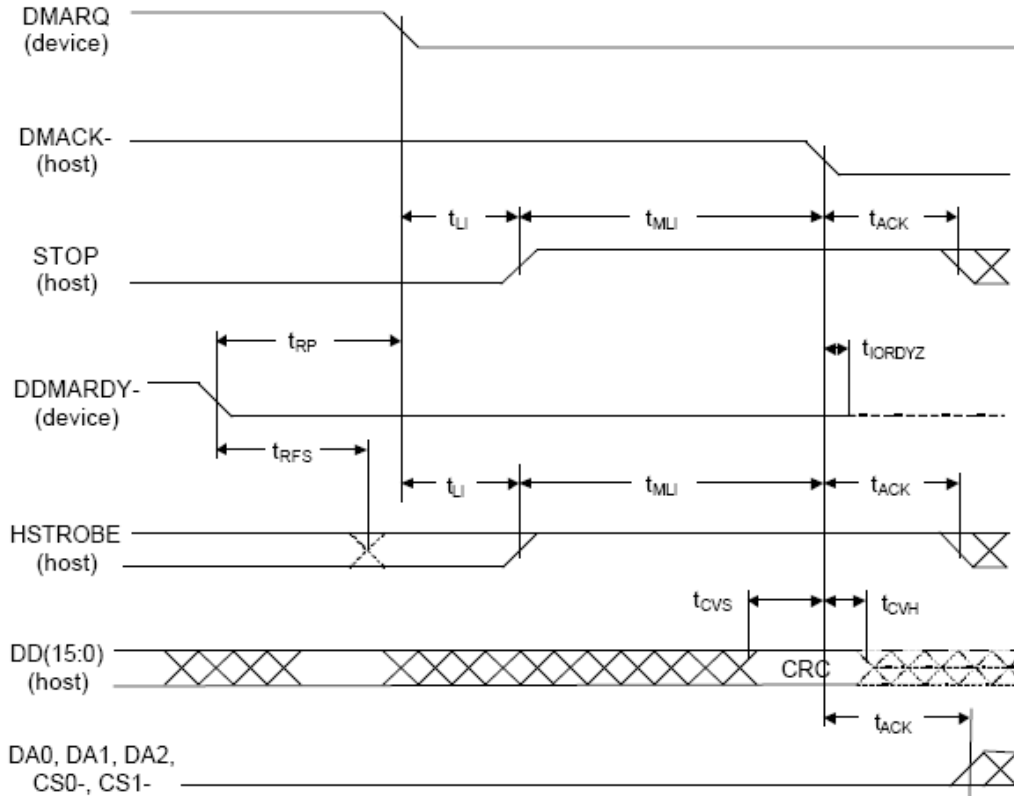 DMARQ
(device)
DMACK-
(host)
tLI
tMLI
tACK
STOP
(host)
tRP
tIORDYZ
DDMARDY-
(device)
tRFS
tLI
tMLI
tACK
HSTROBE
(host)
tCVS
tCVH
DD(15:0)
(host)
CRC
tACK
DA0, DA1, DA2,
CS0-, CS1-